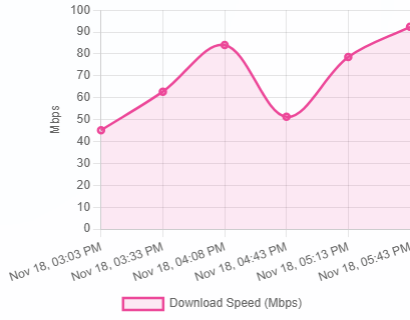 100
90
80
70
60
50
40
30
20
10
0
Mbps
Nov 18, 03:03 PM
Nov 18, 03:33 PM
Nov 18, 04:08 PM
Nov 18, 04:43 PM
Nov 18, 05:13 PM
Nov 18, 05:43 PM
Download Speed (Mbps)